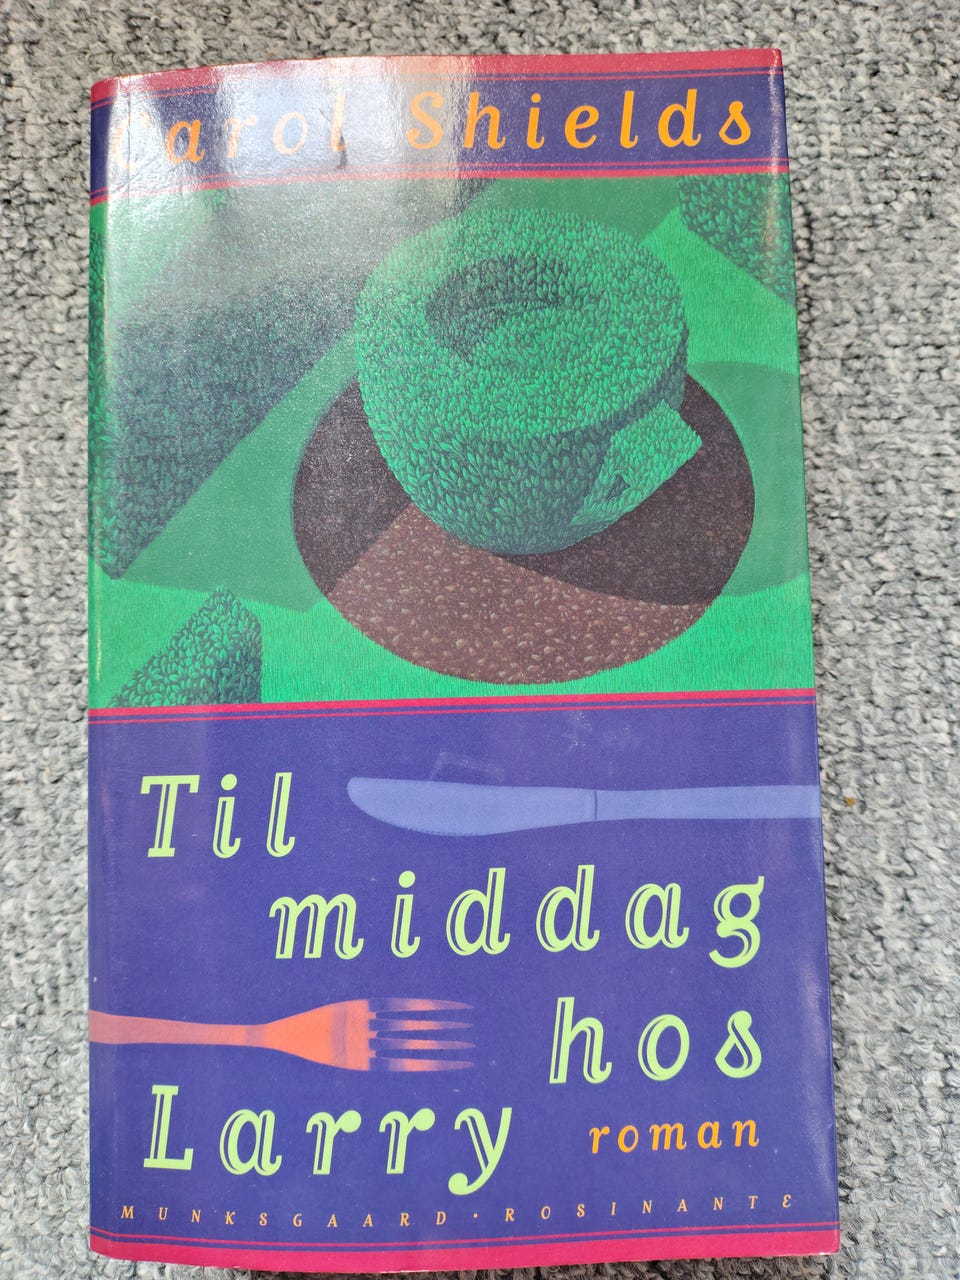 Carol Shields
Til
middag
hos
Larry
roman
MUNKSGAARD · ROSINANTE